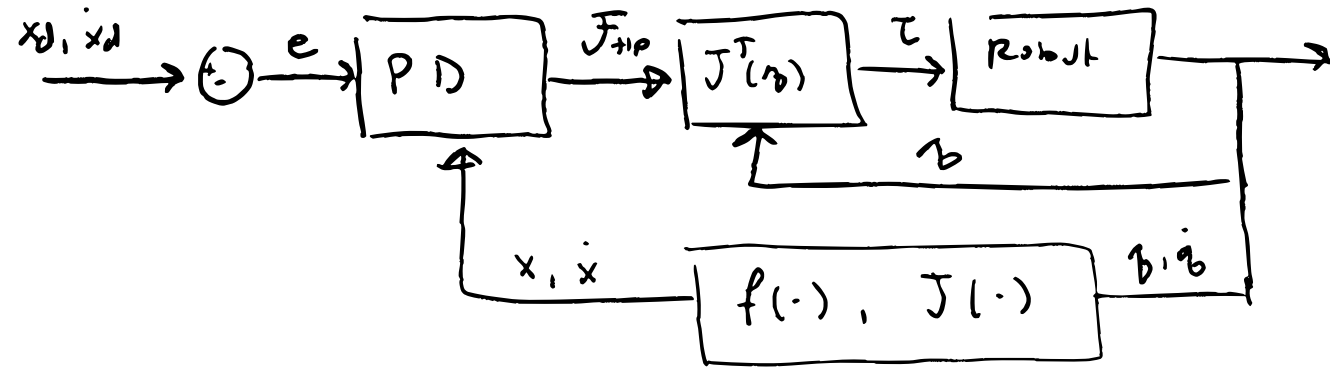 xd, ẋd
+
-
e
PD
Ftip
Jᵀ(q)
τ
Robot
q
x, ẋ
f(·), J(·)
q, q̇